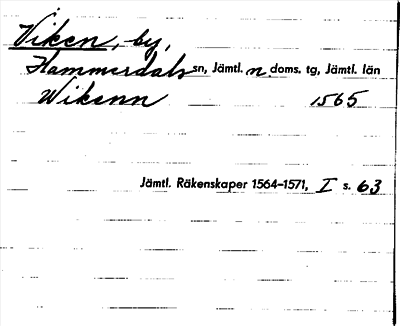 Viken, by,
Hammerdals sn, Jämtl. n. doms. tg, Jämtl. län
Wikenn 1565
Jämtl. Räkenskaper 1564–1571, I s. 63